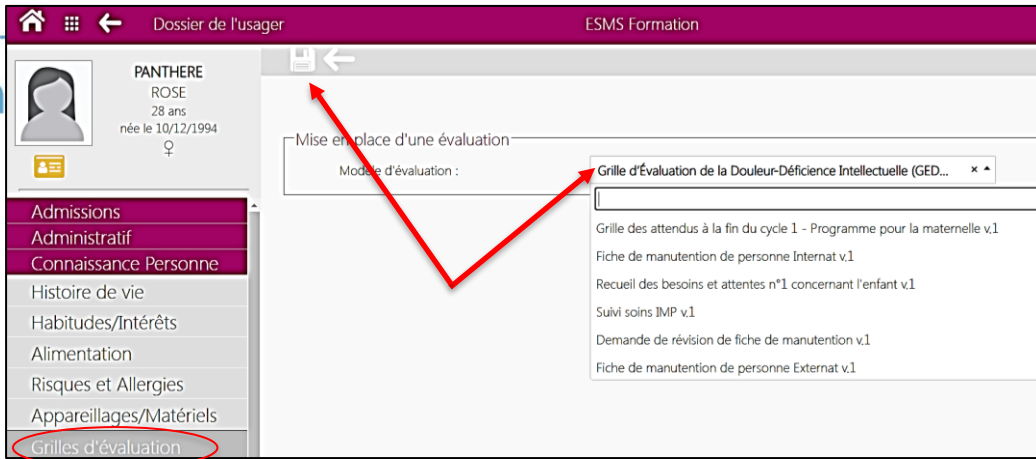 Dossier de l'usager
ESMS Formation
PANTHERE
ROSE
28 ans
née le 10/12/1994
Admissions
Administratif
Connaissance Personne
Histoire de vie
Habitudes/Intérêts
Alimentation
Risques et Allergies
Appareillages/Matériels
Grilles d'évaluation
Mise en place d'une évaluation
Modèle d'évaluation :
Grille d'Évaluation de la Douleur-Déficience Intellectuelle (GED...
Grille des attendus à la fin du cycle 1 - Programme pour la maternelle v.1
Fiche de manutention de personne Internat v.1
Recueil des besoins et attentes n°1 concernant l'enfant v.1
Suivi soins IMP v.1
Demande de révision de fiche de manutention v.1
Fiche de manutention de personne Externat v.1